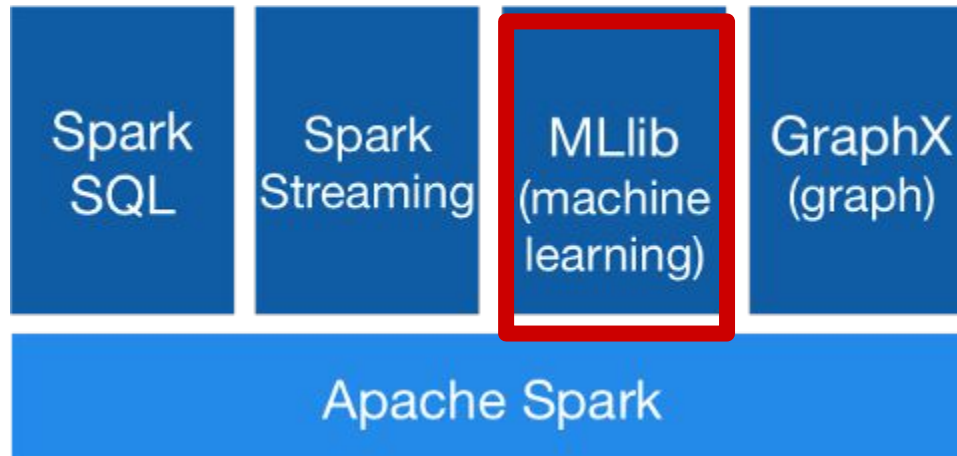 Spark
SQL
Spark
Streaming
MLlib
(machine
learning)
GraphX
(graph)
Apache Spark